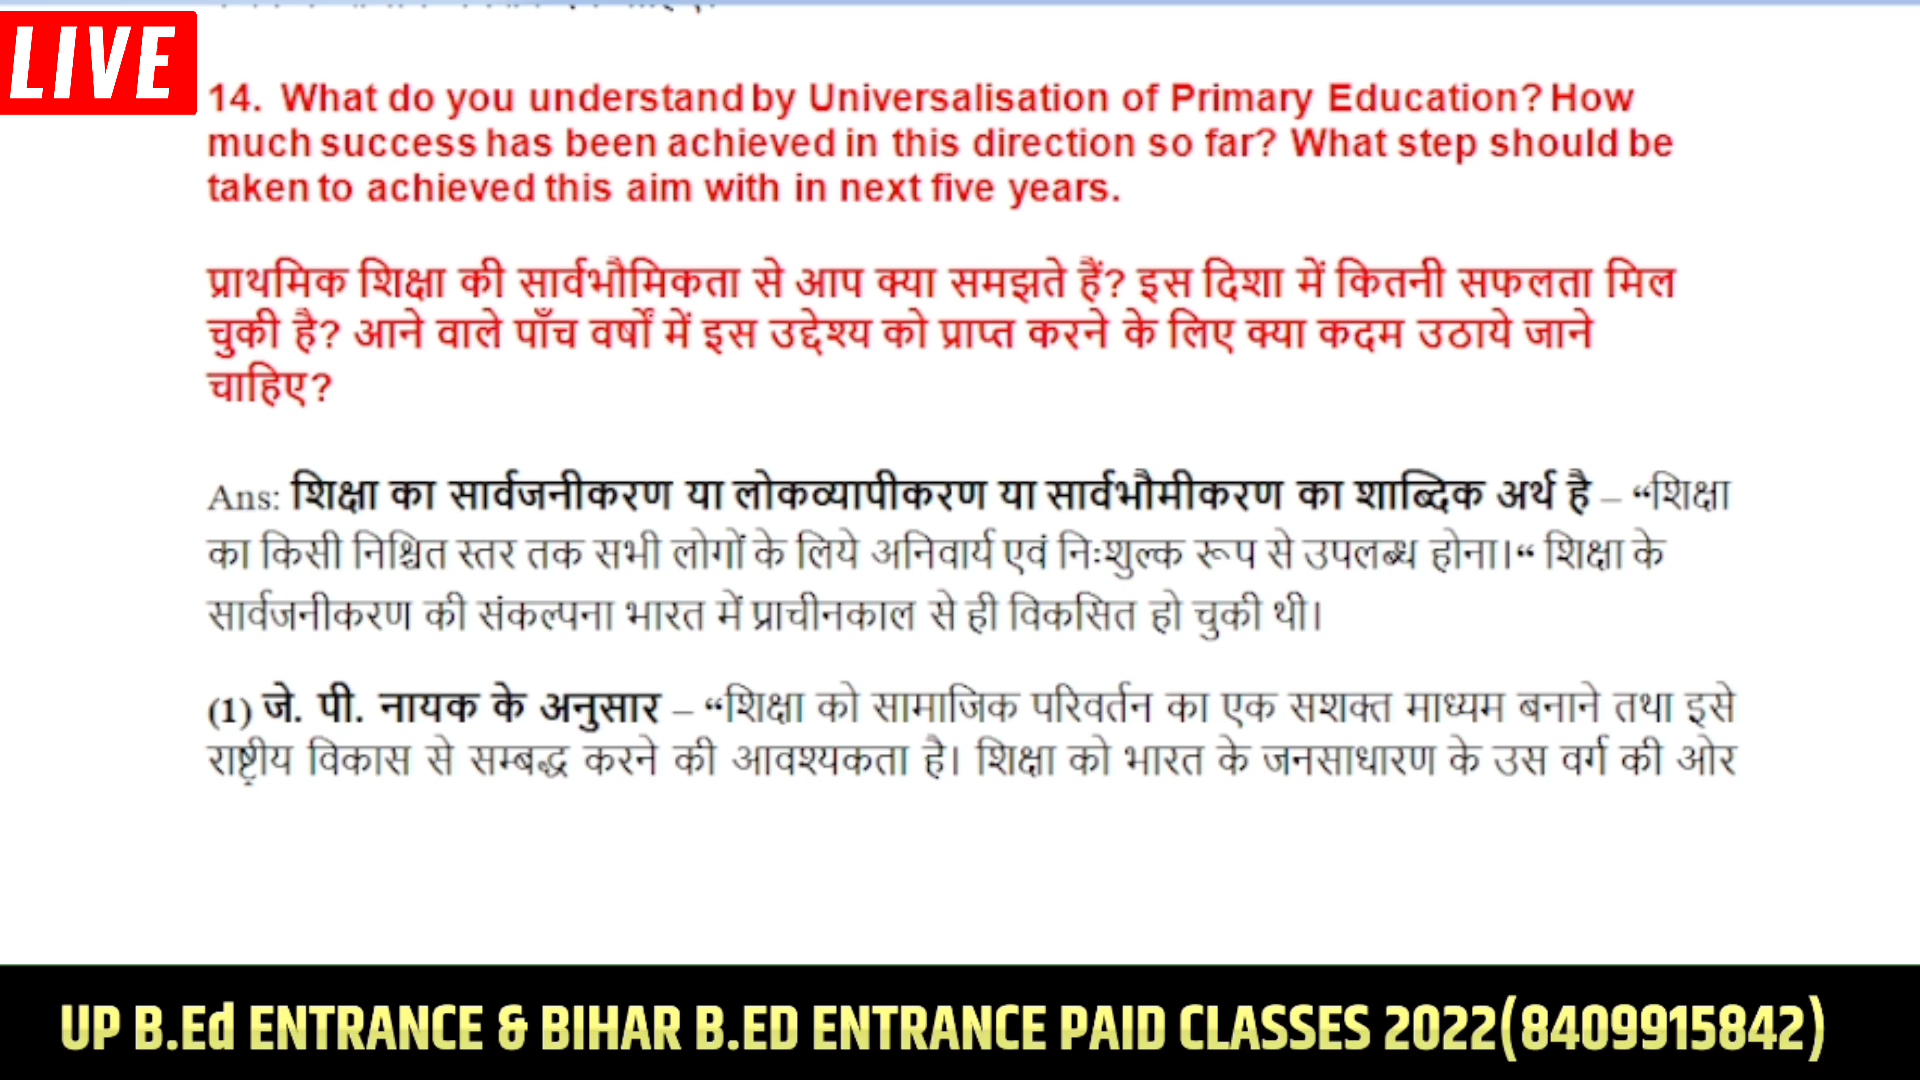 LIVE
14. What do you understand by Universalisation of Primary Education? How
much success has been achieved in this direction so far? What step should be
taken to achieved this aim with in next five years.
प्राथमिक शिक्षा की सार्वभौमिकता से आप क्या समझते हैं? इस दिशा में कितनी सफलता मिल
चुकी है? आने वाले पाँच वर्षों में इस उद्देश्य को प्राप्त करने के लिए क्या कदम उठाये जाने
चाहिए?
Ans: शिक्षा का सार्वजनीकरण या लोकव्यापीकरण या सार्वभौमीकरण का शाब्दिक अर्थ है – “शिक्षा
का किसी निश्चित स्तर तक सभी लोगों के लिये अनिवार्य एवं निःशुल्क रूप से उपलब्ध होना।“ शिक्षा के
सार्वजनीकरण की संकल्पना भारत में प्राचीनकाल से ही विकसित हो चुकी थी।
(1) जे. पी. नायक के अनुसार – “शिक्षा को सामाजिक परिवर्तन का एक सशक्त माध्यम बनाने तथा इसे
राष्ट्रीय विकास से सम्बद्ध करने की आवश्यकता है। शिक्षा को भारत के जनसाधारण के उस वर्ग की ओर
UP B.Ed ENTRANCE & BIHAR B.ED ENTRANCE PAID CLASSES 2022(8409915842)